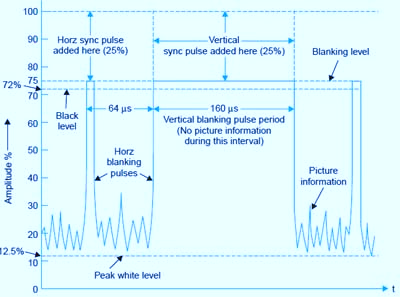 100
90
80
75
72%
70
60
50
40
30
20
12.5%
10
0
Amplitude %
t
Horz sync pulse
added here (25%)
Vertical
sync pulse added here (25%)
Blanking level
Black
level
64 μs
160 μs
Vertical blanking pulse period
(No picture information
during this interval)
Horz
blanking
pulses
Picture
information
Peak white level